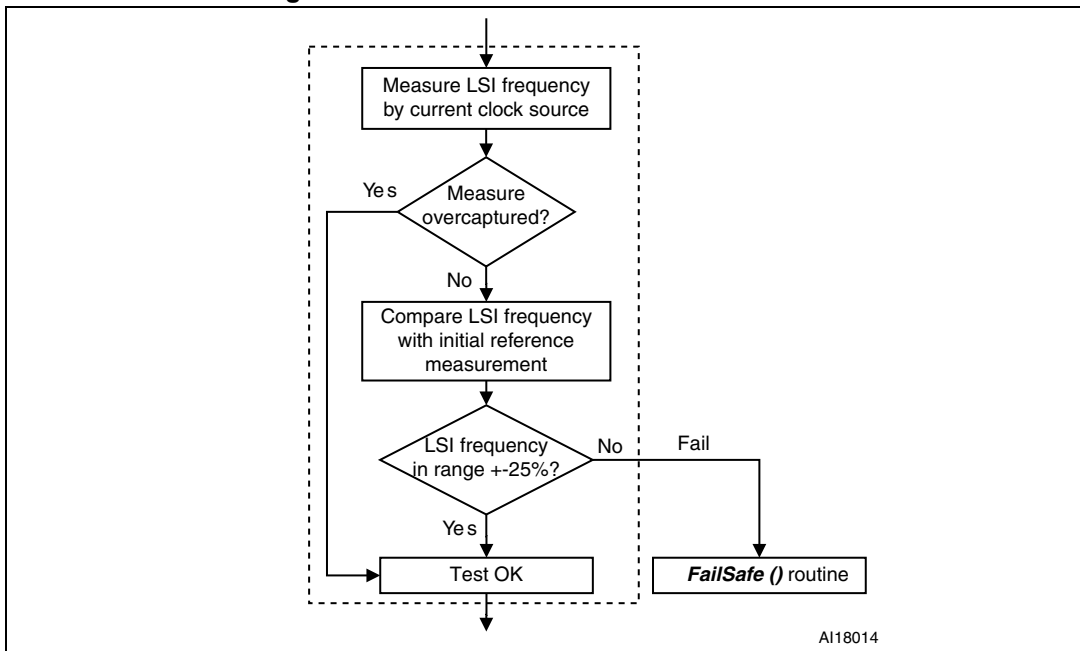 Measure LSI frequency
by current clock source
Yes
Measure
overcaptured?
No
Compare LSI frequency
with initial reference
measurement
LSI frequency
in range +-25%?
No
Fail
Yes
Test OK
FailSafe () routine
AI18014